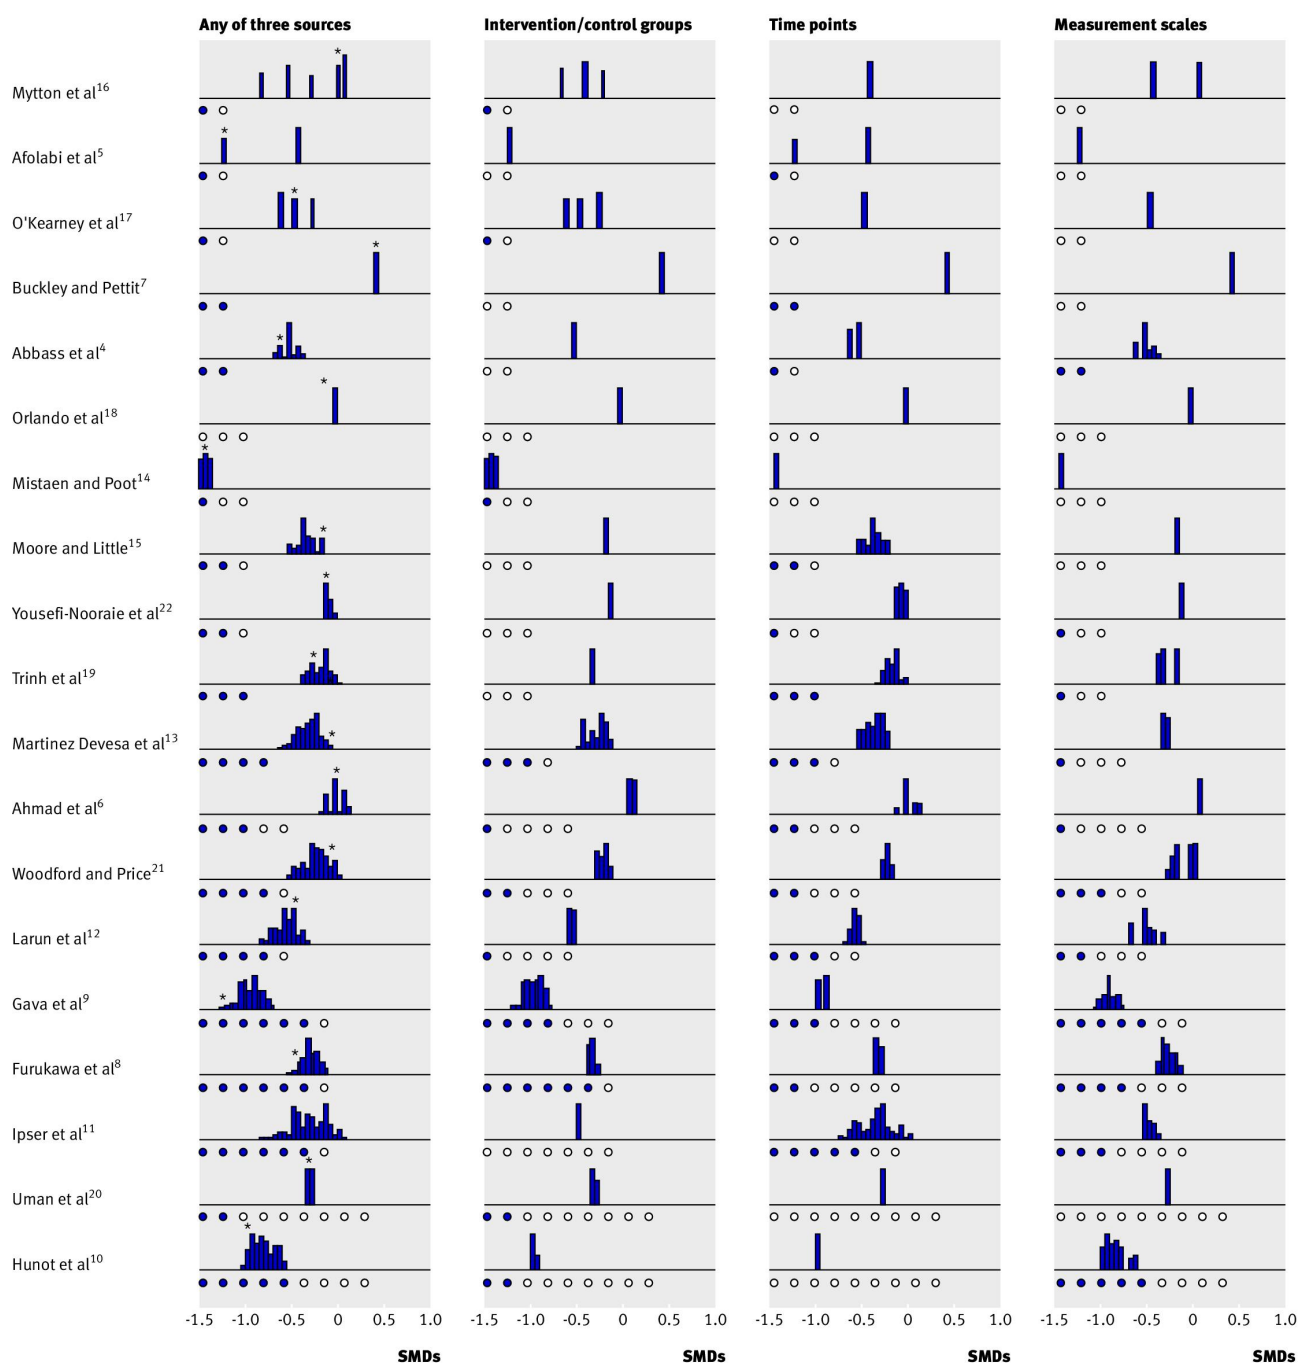 Any of three sources Intervention/control groups Time points Measurement scales
*
Mytton et al16
*
Afolabi et al5
*
O'Kearney et al17
*
Buckley and Pettit7
*
Abbass et al4
*
Orlando et al18
*
Mistaen and Poot14
*
Moore and Little15
*
Yousefi-Nooraie et al22
*
Trinh et al19
*
Martinez Devesa et al13
*
Ahmad et al6
*
Woodford and Price21
*
Larun et al12
*
Gava et al9
*
Furukawa et al8
Ipser et al11
*
Uman et al20
*
Hunot et al10
-1.5 -1.0 -0.5 0 0.5 1.0 -1.5 -1.0 -0.5 0 0.5 1.0 -1.5 -1.0 -0.5 0 0.5 1.0 -1.5 -1.0 -0.5 0 0.5 1.0
SMDs SMDs SMDs SMDs